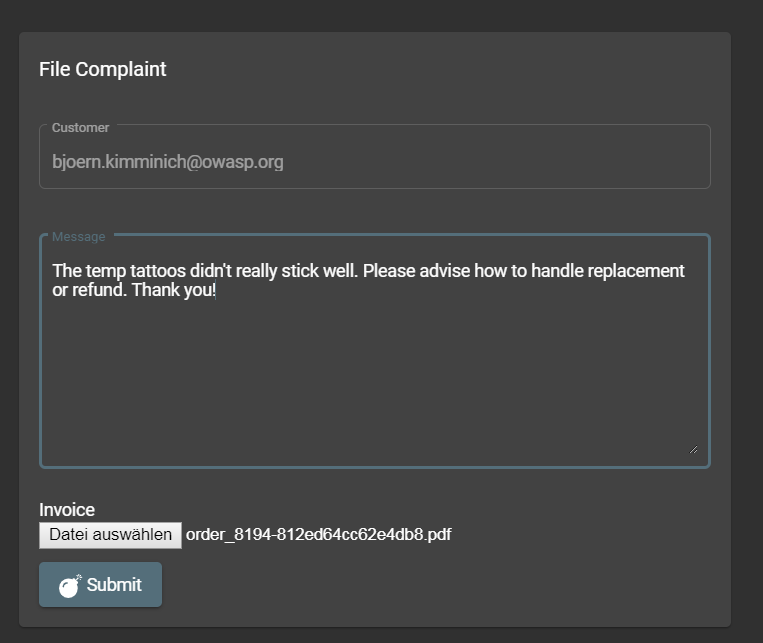 File Complaint
Customer
bjoern.kimminich@owasp.org
Message
The temp tattoos didn't really stick well. Please advise how to handle replacement
or refund. Thank you!
Invoice
Datei auswählen order_8194-812ed64cc62e4db8.pdf
Submit